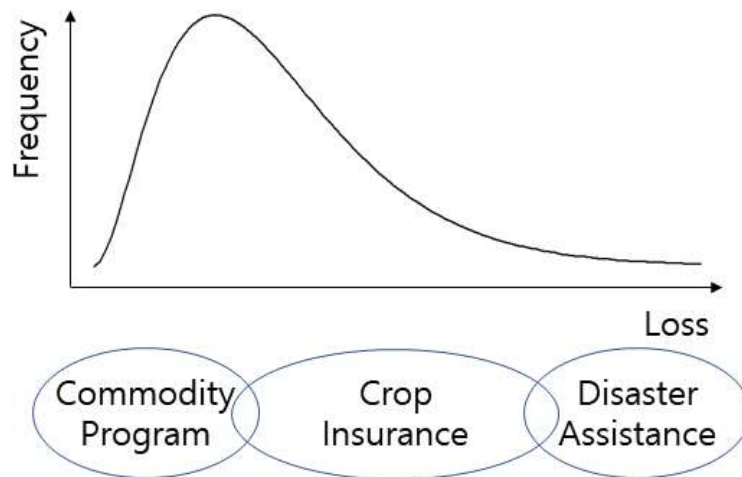 Frequency
Loss
Commodity
Program
Crop
Insurance
Disaster
Assistance